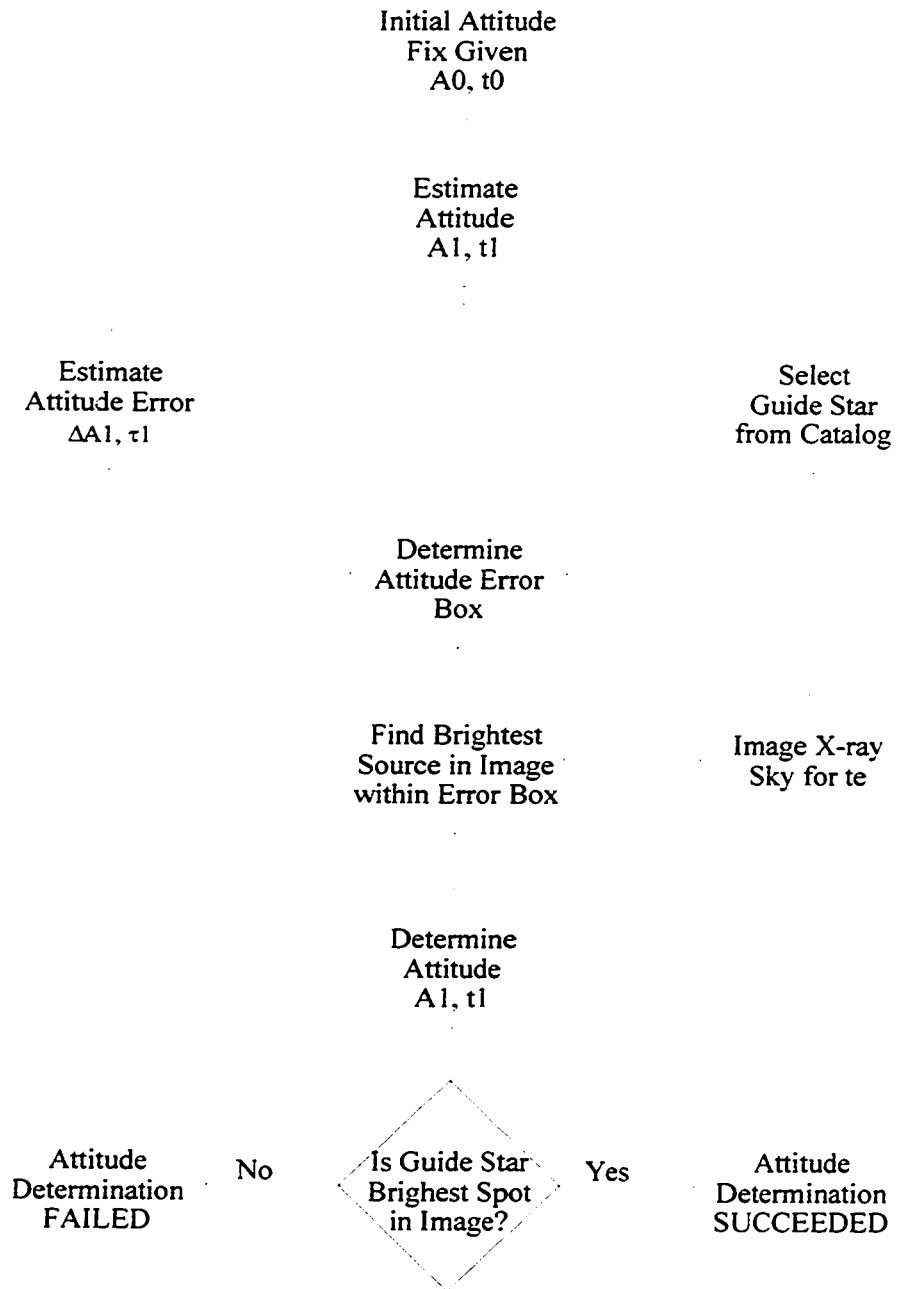 Initial Attitude
Fix Given
A0, t0
Estimate
Attitude
A1, t1
Estimate
Attitude Error
ΔA1, τ1
Select
Guide Star
from Catalog
Determine
Attitude Error
Box
Find Brightest
Source in Image
within Error Box
Image X-ray
Sky for te
Determine
Attitude
A1, t1
Attitude
Determination
FAILED
No
Is Guide Star
Brighest Spot
in Image?
Yes
Attitude
Determination
SUCCEEDED